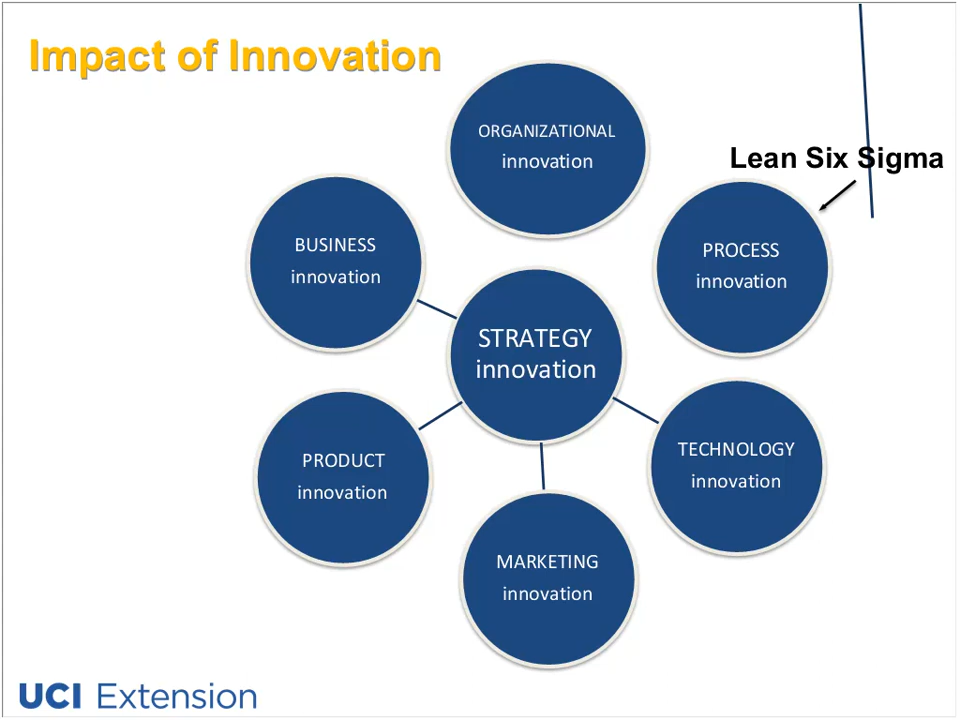 Impact of Innovation
ORGANIZATIONAL
innovation
Lean Six Sigma
BUSINESS
innovation
PROCESS
innovation
STRATEGY
innovation
PRODUCT
innovation
TECHNOLOGY
innovation
MARKETING
innovation
UCI Extension